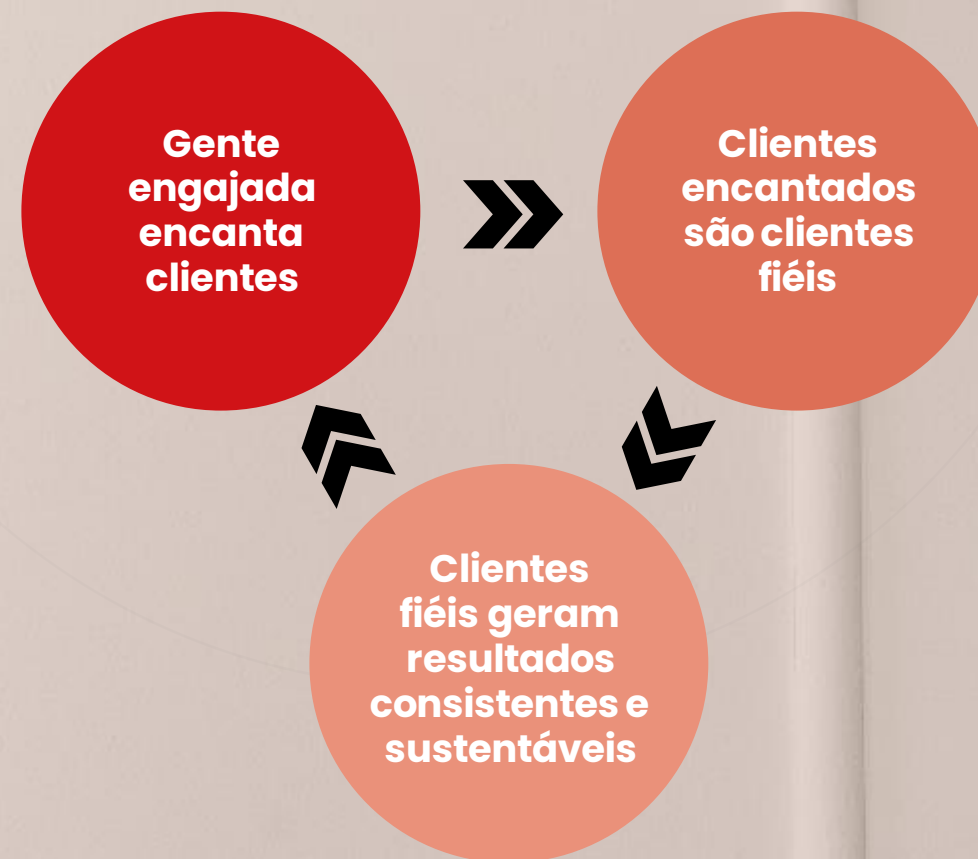 Gente
engajada
encanta
clientes
Clientes
encantados
são clientes
fiéis
Clientes
fiéis geram
resultados
consistentes e
sustentáveis